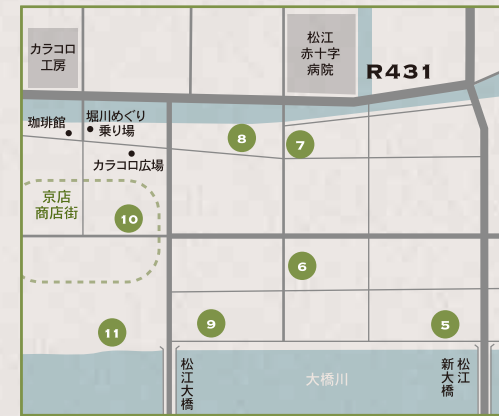 カラコロ
工房
松江
赤十字
病院
R431
珈琲館
堀川めぐり
乗り場
カラコロ広場
8
7
京店
商店街
10
6
11
9
5
松江大橋
大橋川
松江
新大橋